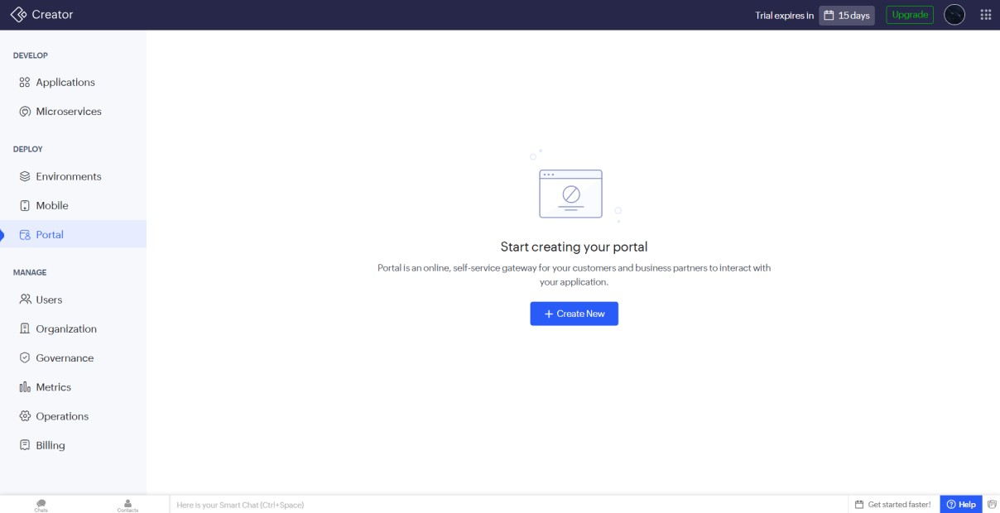 Creator
Trial expires in 15 days Upgrade
DEVELOP
Applications
Microservices
DEPLOY
Environments
Mobile
Portal
MANAGE
Users
Organization
Governance
Metrics
Operations
Billing
Start creating your portal
Portal is an online, self-service gateway for your customers and business partners to interact with
your application.
+ Create New
Chats
Contacts
Here is your Smart Chat (Ctrl+Space)
Get started faster!
Help